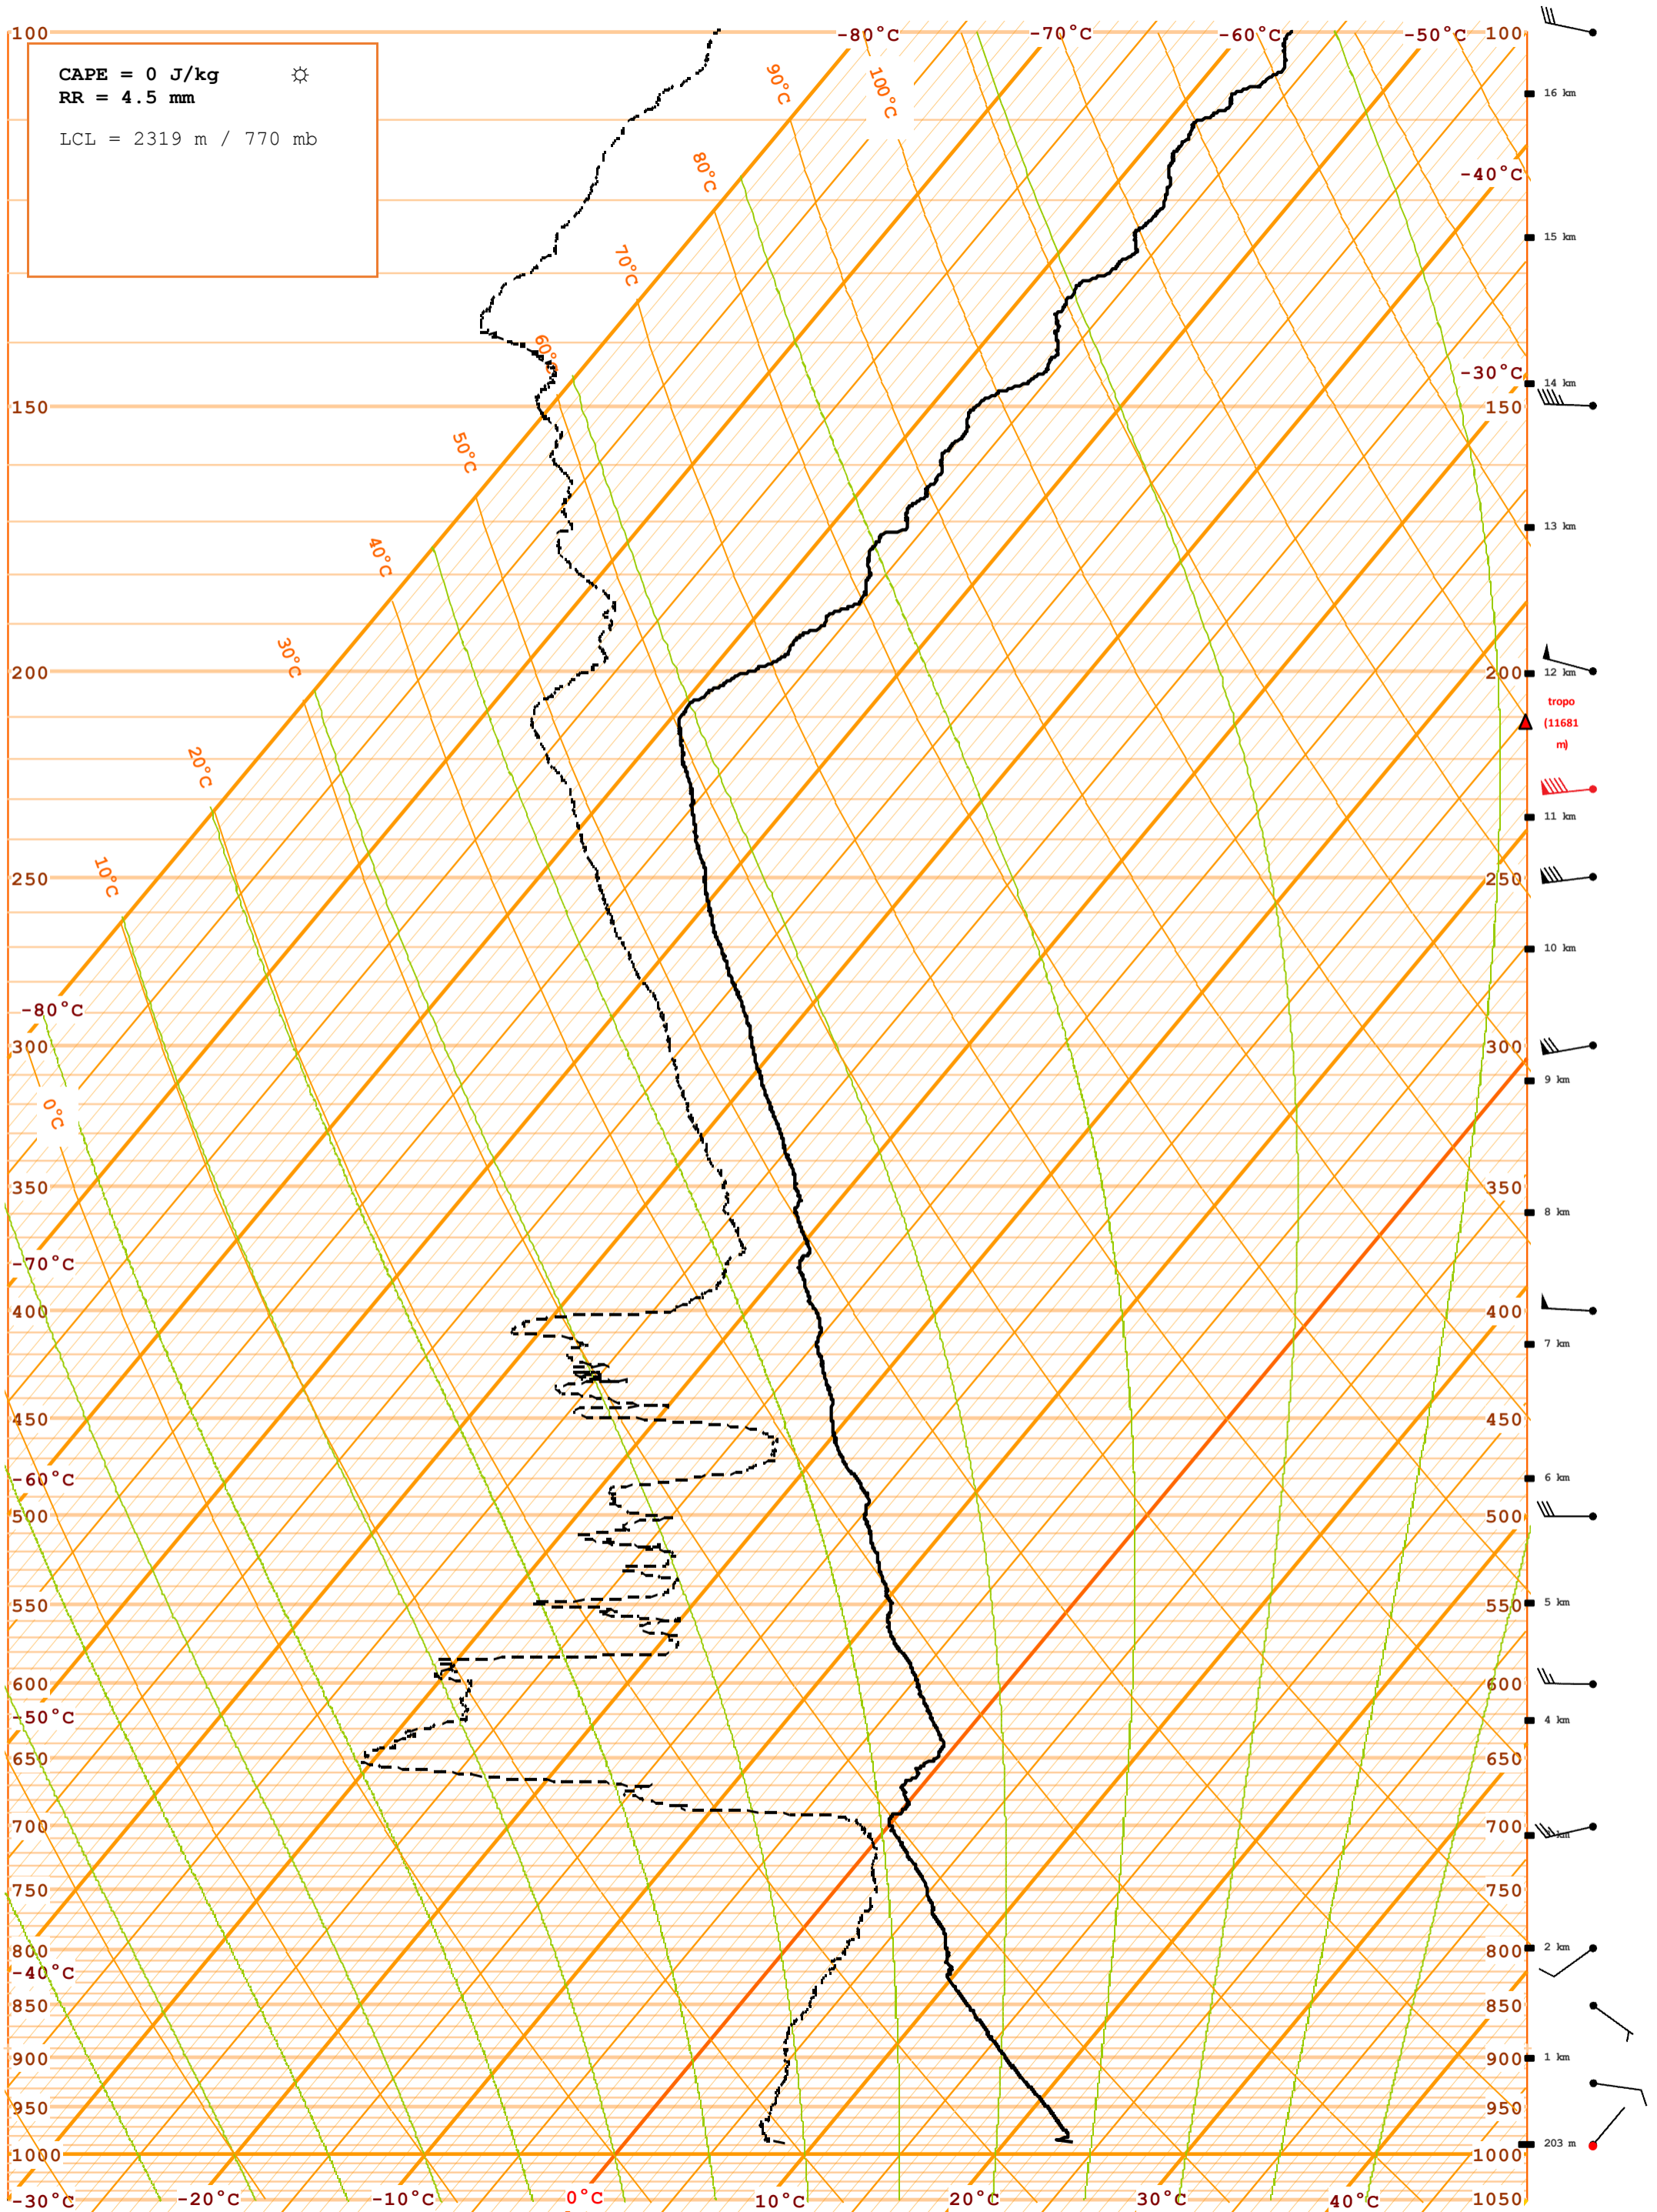 100 -80°C -70°C -60°C -50°C 100
CAPE = 0 J/kg ☼
RR = 4.5 mm
LCL = 2319 m / 770 mb
90°C 100°C
16 km
80°C
-40°C
15 km
70°C
60°C
-30°C
14 km
150 150
50°C
13 km
40°C
30°C
200 200
12 km
tropo
(11681
m)
20°C
11 km
250 250
10°C
10 km
-80°C
300 300
9 km
0°C
350 350
8 km
-70°C
400 400
7 km
450 450
-60°C
6 km
500 500
550 550
5 km
600 600
-50°C
4 km
650 650
700 700
km
750 750
800 800
2 km
-40°C
850 850
900 900
1 km
950 950
203 m
1000 1000
-30°C -20°C -10°C 0°C 10°C 20°C 30°C 40°C 1050